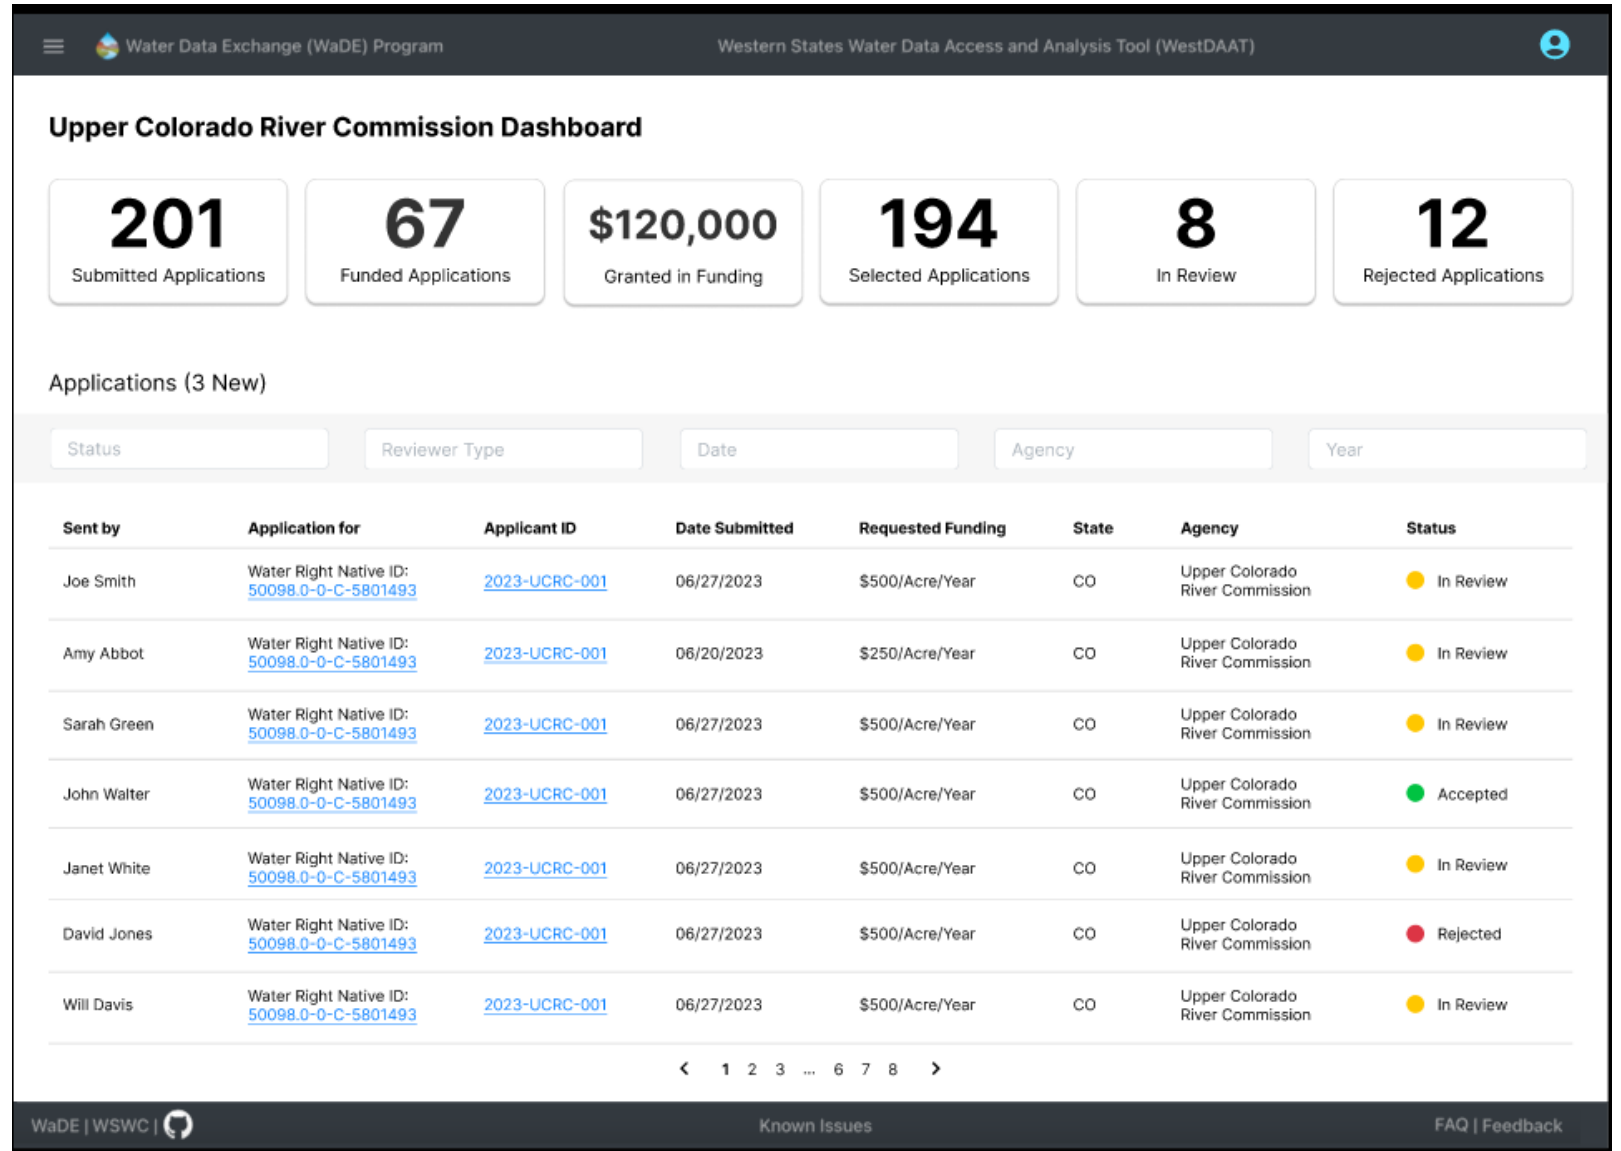 Water Data Exchange (WaDE) Program
Western States Water Data Access and Analysis Tool (WestDAAT)
Upper Colorado River Commission Dashboard
201
Submitted Applications
67
Funded Applications
$120,000
Granted in Funding
194
Selected Applications
8
In Review
12
Rejected Applications
Applications (3 New)
Status Reviewer Type Date Agency Year
Sent by Application for Applicant ID Date Submitted Requested Funding State Agency Status
Joe Smith
Water Right Native ID:
50098.0-0-C-5801493
2023-UCRC-001
06/27/2023
$500/Acre/Year
CO
Upper Colorado
River Commission
In Review
Amy Abbot
Water Right Native ID:
50098.0-0-C-5801493
2023-UCRC-001
06/20/2023
$250/Acre/Year
CO
Upper Colorado
River Commission
In Review
Sarah Green
Water Right Native ID:
50098.0-0-C-5801493
2023-UCRC-001
06/27/2023
$500/Acre/Year
CO
Upper Colorado
River Commission
In Review
John Walter
Water Right Native ID:
50098.0-0-C-5801493
2023-UCRC-001
06/27/2023
$500/Acre/Year
CO
Upper Colorado
River Commission
Accepted
Janet White
Water Right Native ID:
50098.0-0-C-5801493
2023-UCRC-001
06/27/2023
$500/Acre/Year
CO
Upper Colorado
River Commission
In Review
David Jones
Water Right Native ID:
50098.0-0-C-5801493
2023-UCRC-001
06/27/2023
$500/Acre/Year
CO
Upper Colorado
River Commission
Rejected
Will Davis
Water Right Native ID:
50098.0-0-C-5801493
2023-UCRC-001
06/27/2023
$500/Acre/Year
CO
Upper Colorado
River Commission
In Review
1 2 3 ... 6 7 8
WaDE | WSWC |
Known Issues
FAQ | Feedback